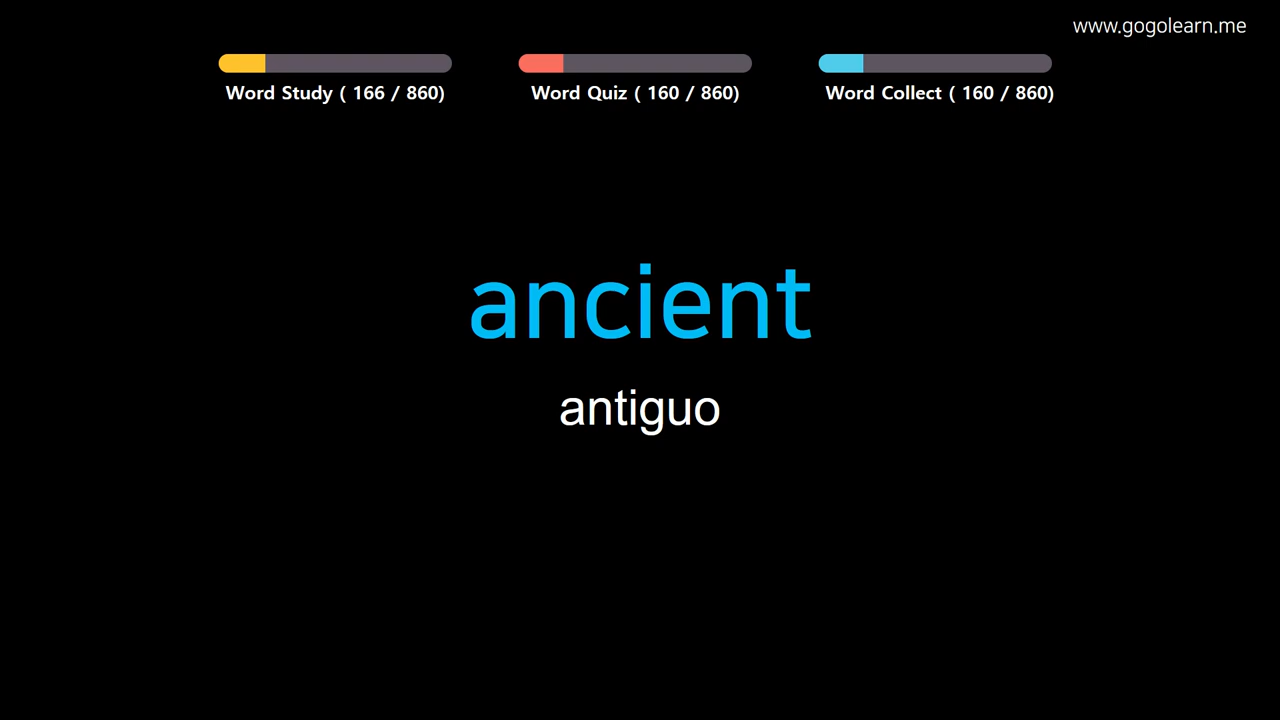 www.gogolearn.me
Word Study ( 166 / 860)
Word Quiz ( 160 / 860)
Word Collect ( 160 / 860)
ancient
antiguo